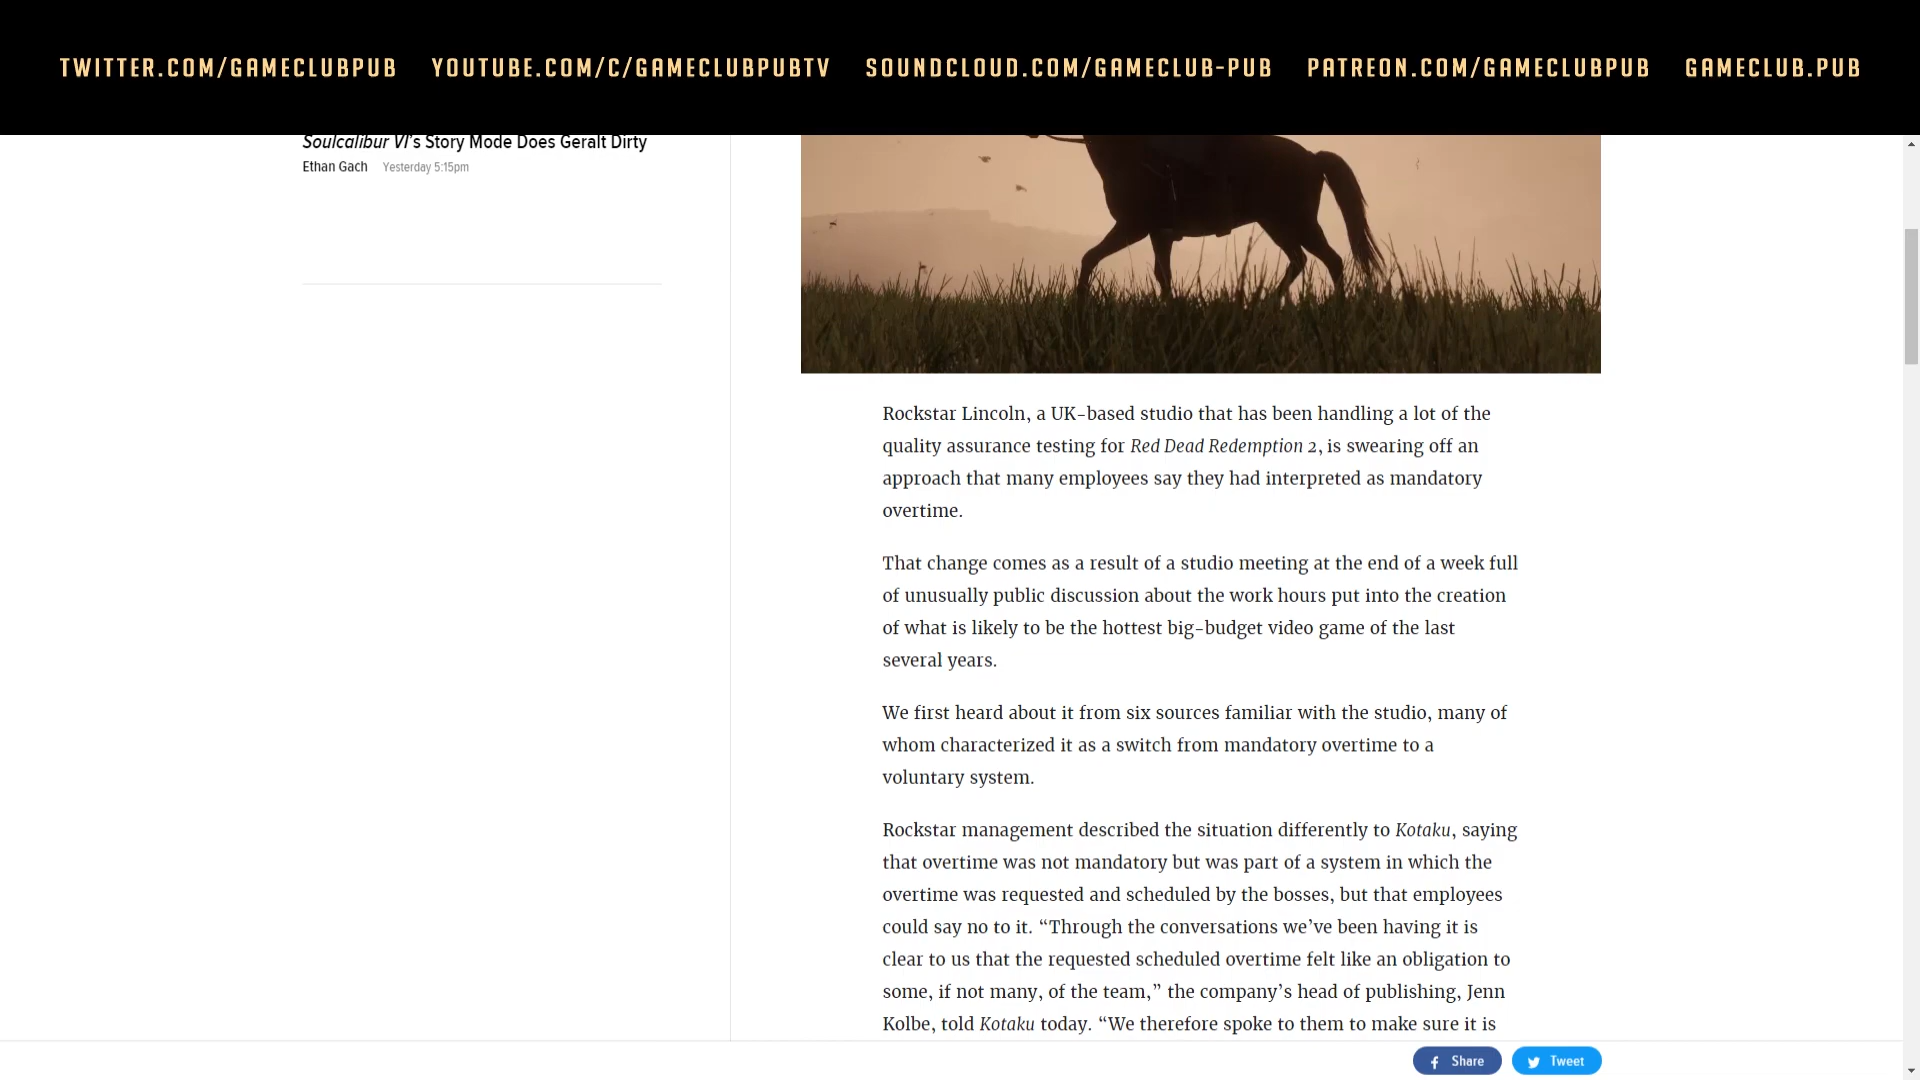 TWITTER.COM/GAMECLUBPUB YOUTUBE.COM/C/GAMECLUBPUBTV SOUNDCLOUD.COM/GAMECLUB-PUB PATREON.COM/GAMECLUBPUB GAMECLUB.PUB
Soulcalibur VI's Story Mode Does Geralt Dirty
Ethan Gach Yesterday 5:15pm
Rockstar Lincoln, a UK-based studio that has been handling a lot of the
quality assurance testing for Red Dead Redemption 2, is swearing off an
approach that many employees say they had interpreted as mandatory
overtime.
That change comes as a result of a studio meeting at the end of a week full
of unusually public discussion about the work hours put into the creation
of what is likely to be the hottest big-budget video game of the last
several years.
We first heard about it from six sources familiar with the studio, many of
whom characterized it as a switch from mandatory overtime to a
voluntary system.
Rockstar management described the situation differently to Kotaku, saying
that overtime was not mandatory but was part of a system in which the
overtime was requested and scheduled by the bosses, but that employees
could say no to it. “Through the conversations we’ve been having it is
clear to us that the requested scheduled overtime felt like an obligation to
some, if not many, of the team,” the company’s head of publishing, Jenn
Kolbe, told Kotaku today. “We therefore spoke to them to make sure it is
Share Tweet